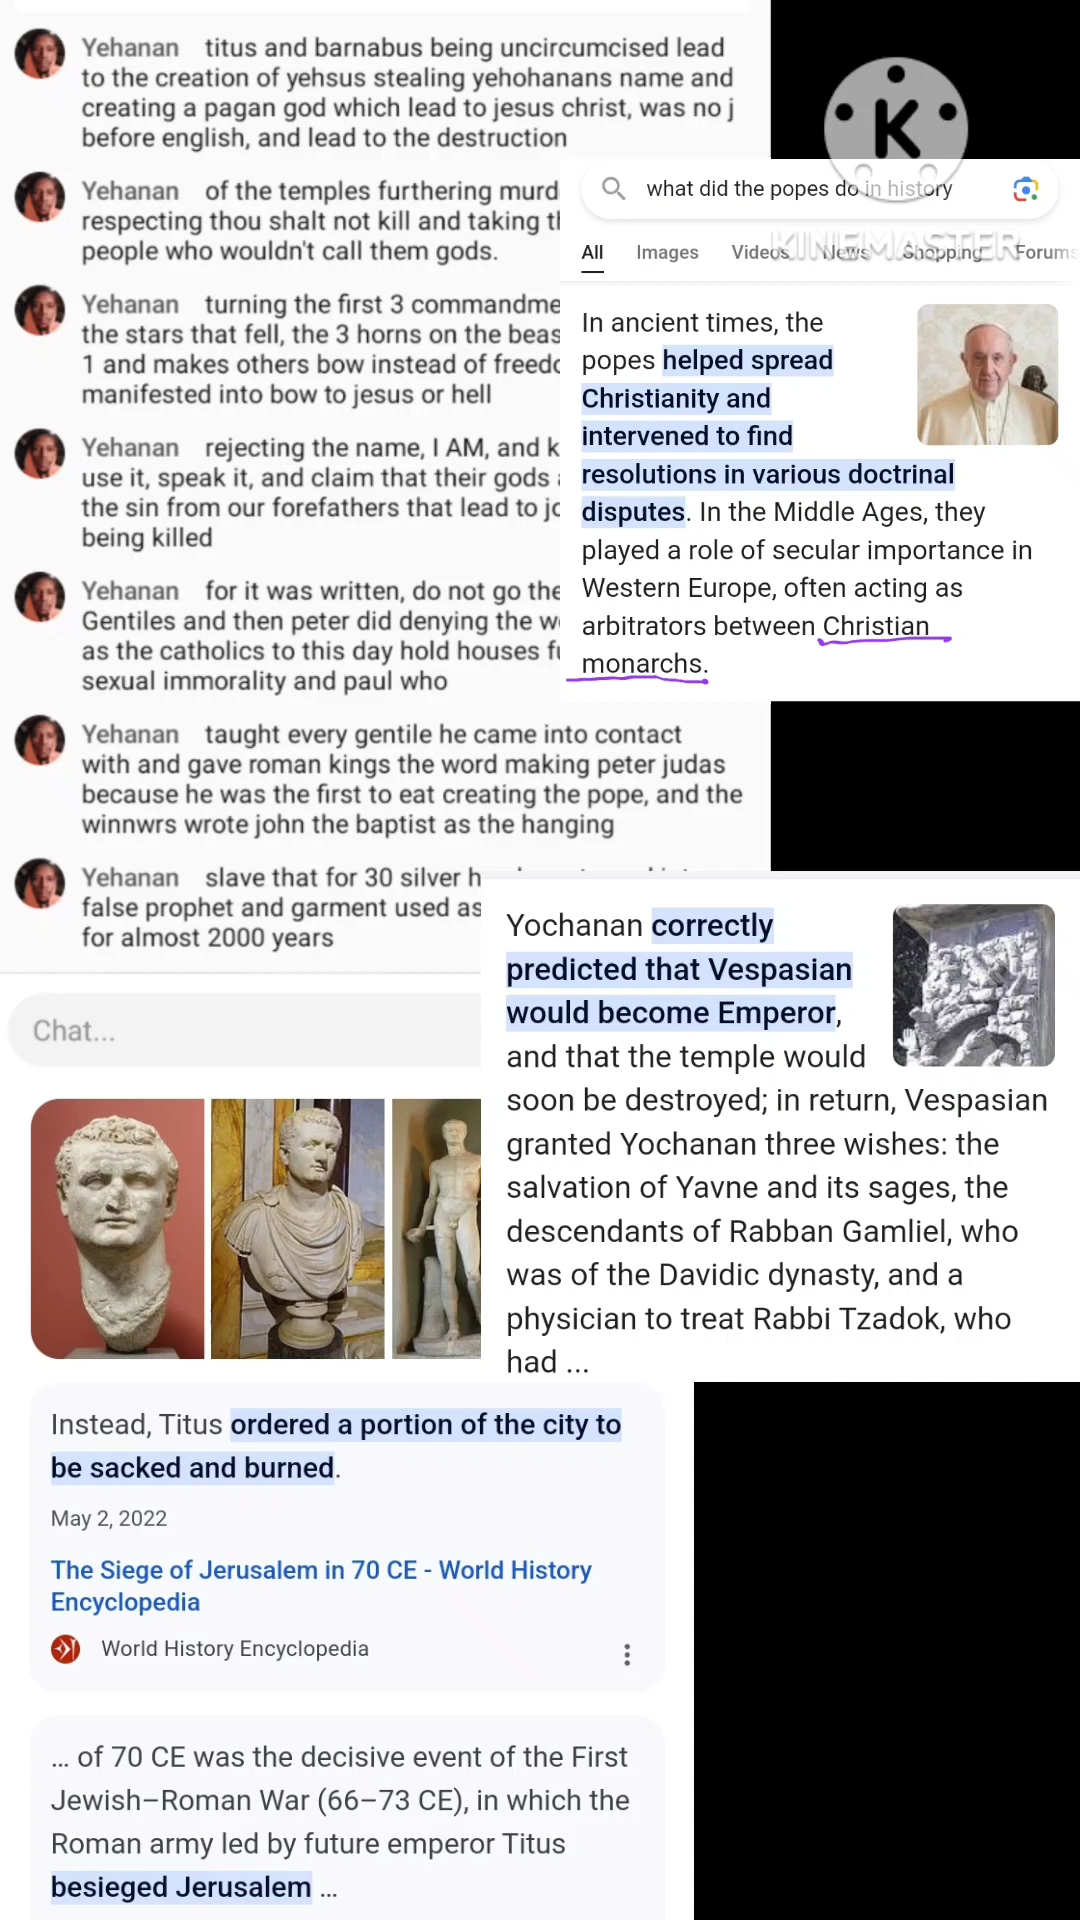 Yehanan titus and barnabus being uncircumcised lead
to the creation of yehsus stealing yehohanans name and
creating a pagan god which lead to jesus christ, was no j
before english, and lead to the destruction
Yehanan of the temples furthering murd
respecting thou shalt not kill and taking
people who wouldn't call them gods.
Yehanan turning the first 3 commandme
the stars that fell, the 3 horns on the beas
1 and makes others bow instead of freed
manifested into bow to jesus or hell
Yehanan rejecting the name, I AM, and k
use it, speak it, and claim that their gods
the sin from our forefathers that lead to jo
being killed
Yehanan for it was written, do not go the
Gentiles and then peter did denying the w
as the catholics to this day hold houses f
sexual immorality and paul who
Yehanan taught every gentile he came into contact
with and gave roman kings the word making peter judas
because he was the first to eat creating the pope, and the
winnwrs wrote john the baptist as the hanging
Yehanan slave that for 30 silver h
false prophet and garment used as
for almost 2000 years
Chat...
K
KINEMASTER
what did the popes do in history
All Images Videos News Shopping Forums
In ancient times, the
popes helped spread
Christianity and
intervened to find
resolutions in various doctrinal
disputes. In the Middle Ages, they
played a role of secular importance in
Western Europe, often acting as
arbitrators between Christian
monarchs.
Yochanan correctly
predicted that Vespasian
would become Emperor,
and that the temple would
soon be destroyed; in return, Vespasian
granted Yochanan three wishes: the
salvation of Yavne and its sages, the
descendants of Rabban Gamliel, who
was of the Davidic dynasty, and a
physician to treat Rabbi Tzadok, who
had ...
Instead, Titus ordered a portion of the city to
be sacked and burned.
May 2, 2022
The Siege of Jerusalem in 70 CE - World History
Encyclopedia
World History Encyclopedia
... of 70 CE was the decisive event of the First
Jewish–Roman War (66–73 CE), in which the
Roman army led by future emperor Titus
besieged Jerusalem ...